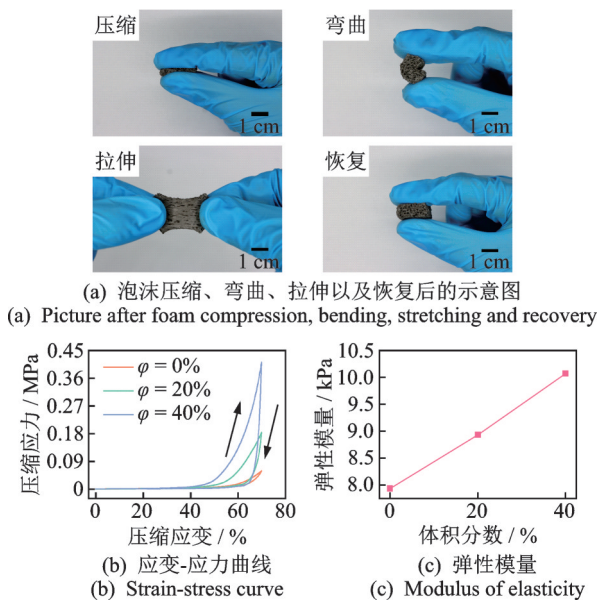 压缩
1 cm
弯曲
1 cm
拉伸
1 cm
恢复
1 cm
(a) 泡沫压缩、弯曲、拉伸以及恢复后的示意图
(a) Picture after foam compression, bending, stretching and recovery
压缩应力 / MPa
0.45
0.36
0.27
0.18
0.09
0
φ = 0%
φ = 20%
φ = 40%
0 20 40 60 80
压缩应变 / %
(b) 应变-应力曲线
(b) Strain-stress curve
弹性模量 / kPa
10.5
10.0
9.5
9.0
8.5
8.0
0 20 40
体积分数 / %
(c) 弹性模量
(c) Modulus of elasticity